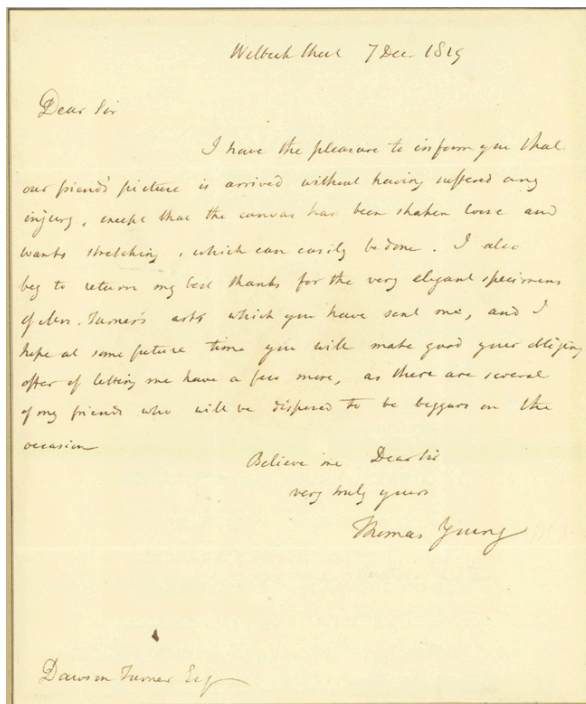 Welbeck Street 7 Dec 1819
Dear Sir
I have the pleasure to inform you that
our friends' picture is arrived without having suffered any
injury, except that the canvas has been shaken loose and
wants stretching, which can easily be done. I also
beg to return my best thanks for the very elegant specimens
of Mrs. Turner's arts which you have sent me, and I
hope at some future time you will make good your obliging
offer of letting me have a few more, as there are several
of my friends who will be disposed to be beggars on the
occasion
Believe me Dear Sir
very truly yours
Thomas Young
Dawson Turner Esq